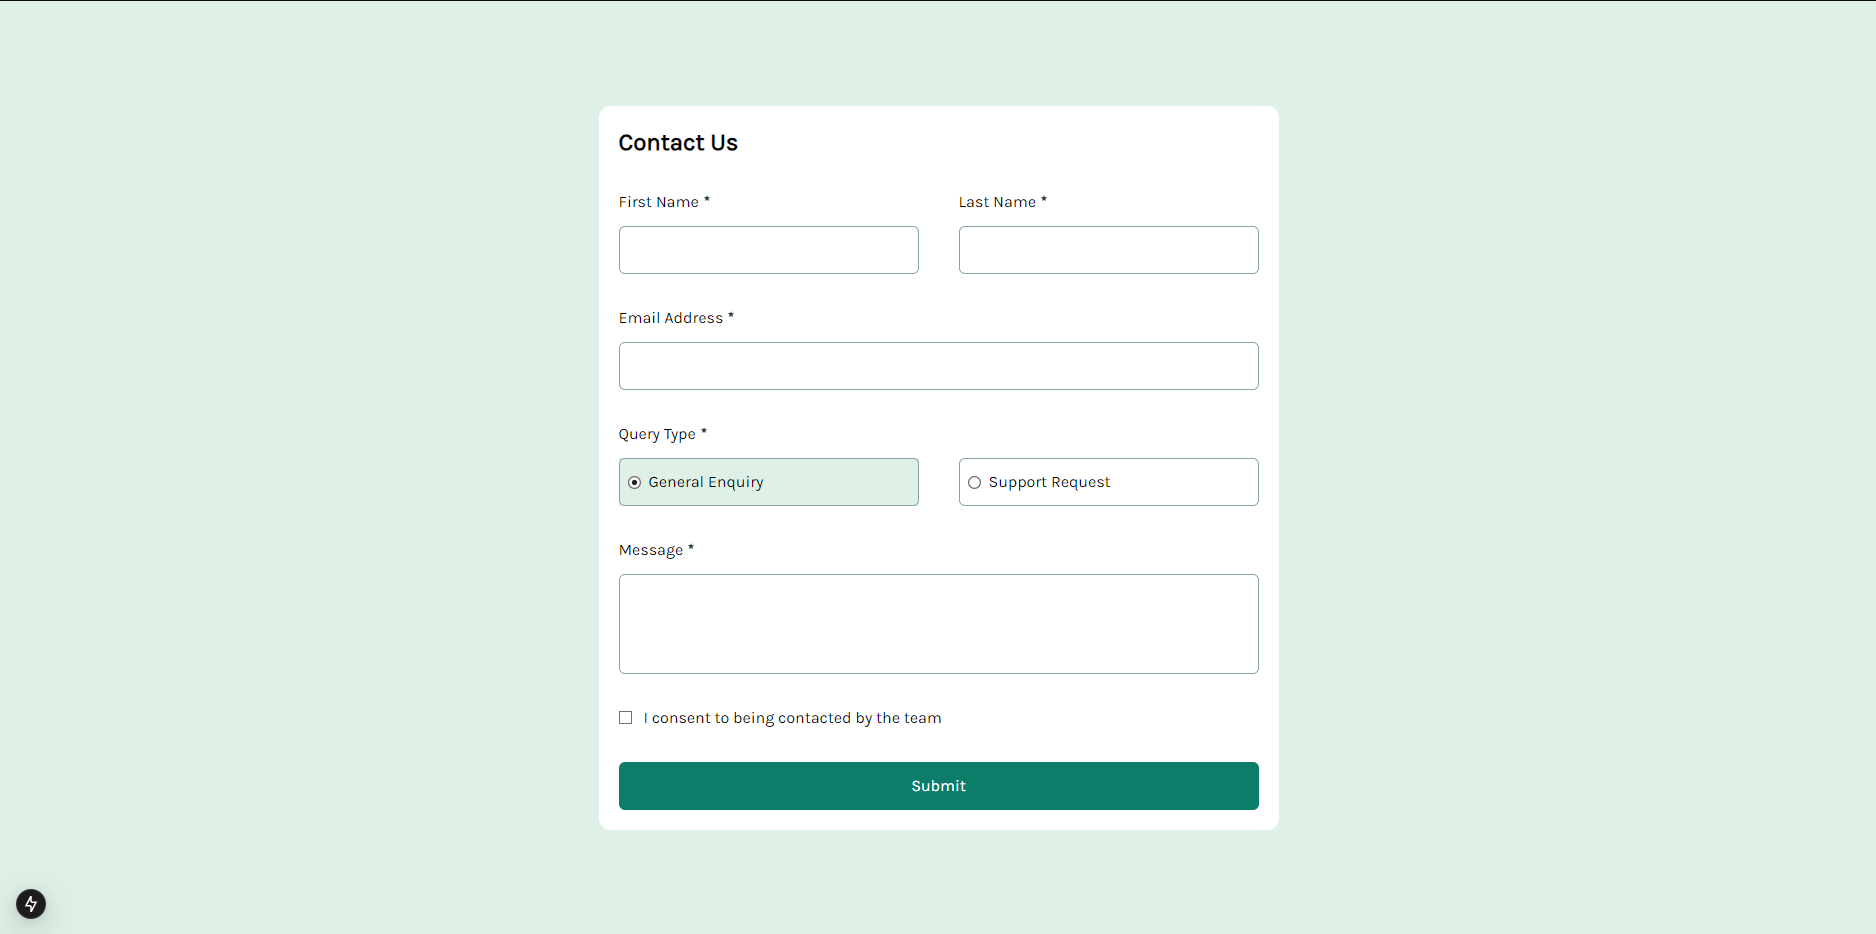 Contact Us
First Name * Last Name *
Email Address *
Query Type *
General Enquiry Support Request
Message *
I consent to being contacted by the team
Submit